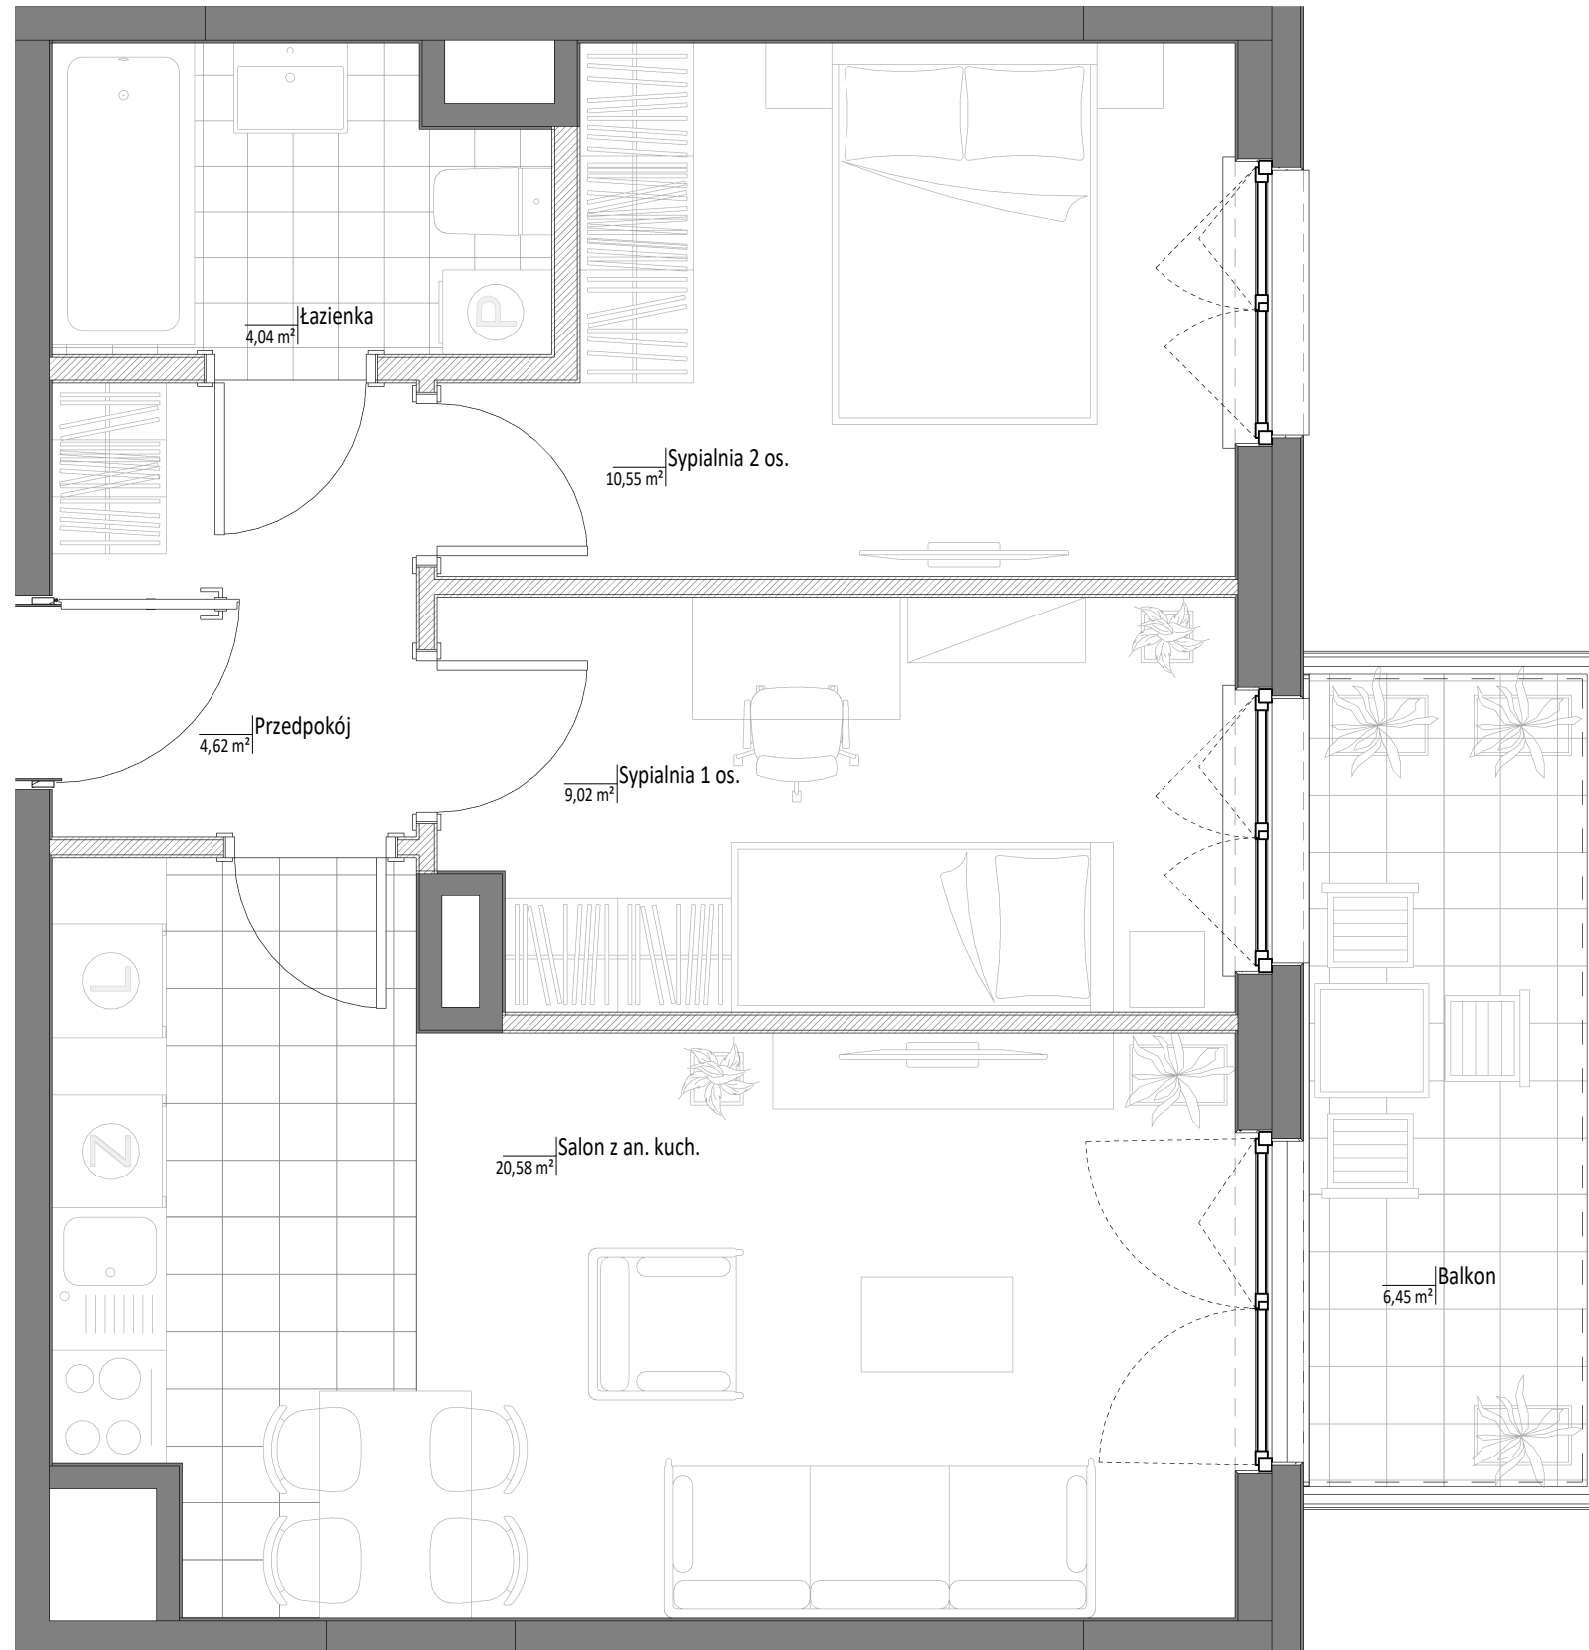 Łazienka
4,04 m²
P
Sypialnia 2 os.
10,55 m²
Przedpokój
4,62 m²
Sypialnia 1 os.
9,02 m²
L
Z
Salon z an. kuch.
20,58 m²
Balkon
6,45 m²